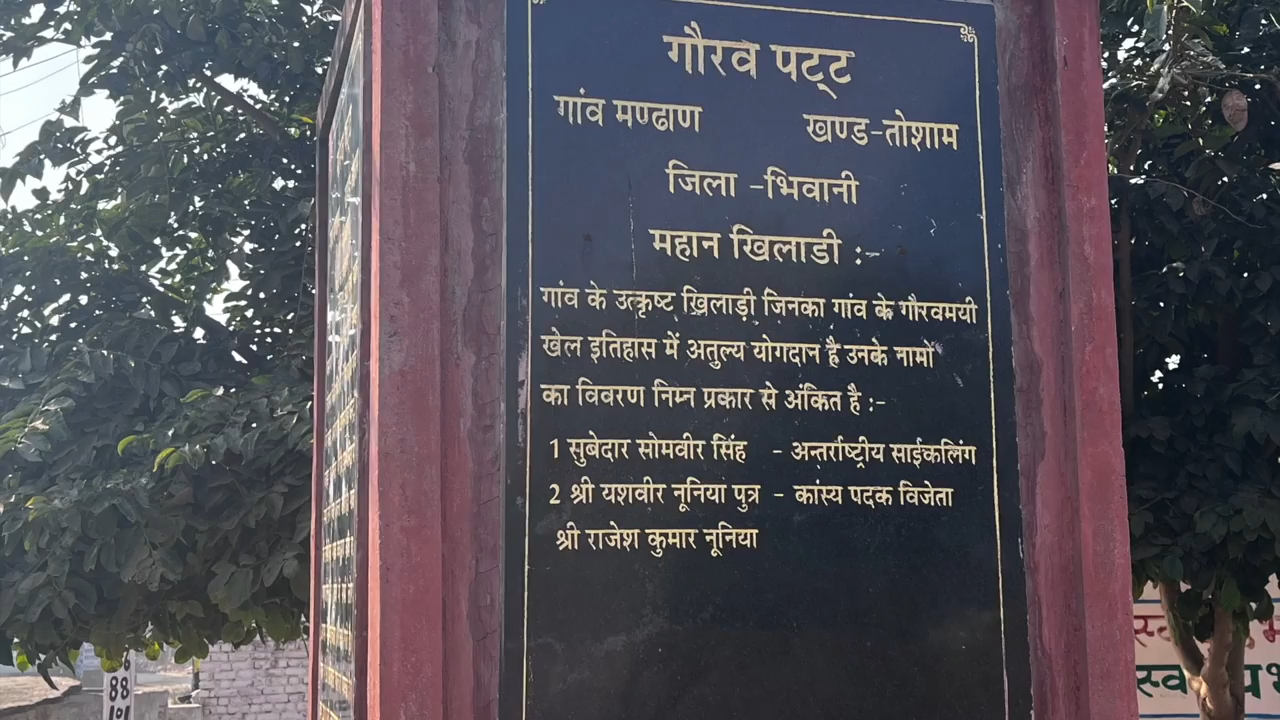 गौरव पट्ट
गांव मण्ढाण खण्ड-तोशाम
जिला -भिवानी
महान खिलाडी :-
गांव के उत्कृष्ट खिलाड़ी जिनका गांव के गौरवमयी
खेल इतिहास में अतुल्य योगदान है उनके नामों
का विवरण निम्न प्रकार से अंकित है :-
1 सुबेदार सोमवीर सिंह - अन्तर्राष्ट्रीय साईकलिंग
2 श्री यशवीर नूनिया पुत्र - कांस्य पदक विजेता
श्री राजेश कुमार नूनिया
88